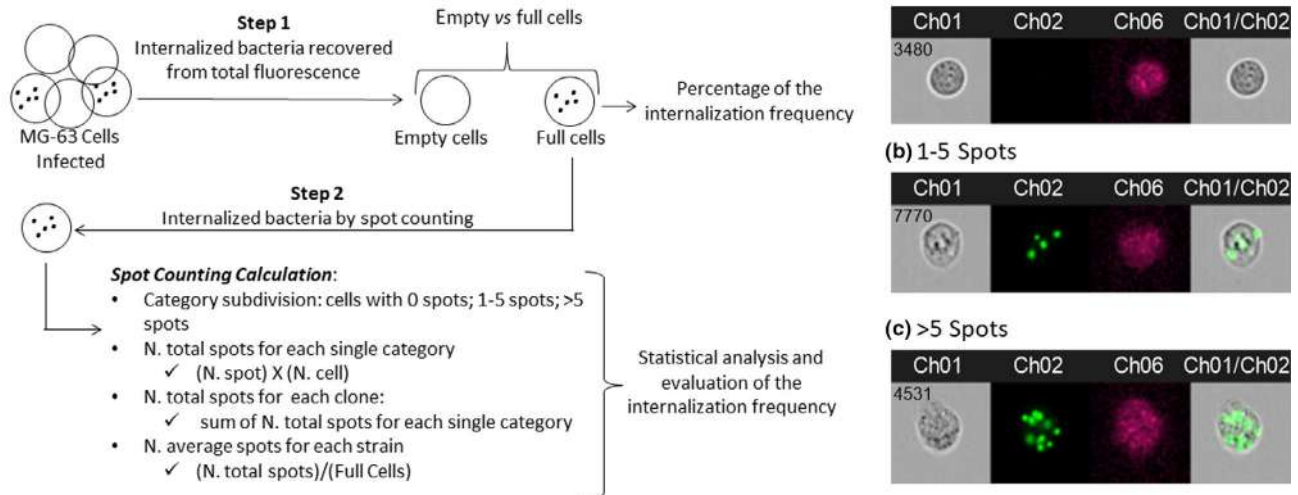 Step 1
Internalized bacteria recovered
from total fluorescence
Empty vs full cells
MG-63 Cells
Infected
Empty cells
Full cells
Percentage of the
internalization frequency
Step 2
Internalized bacteria by spot counting
Spot Counting Calculation:
• Category subdivision: cells with 0 spots; 1-5 spots; >5
spots
• N. total spots for each single category
✓ (N. spot) X (N. cell)
• N. total spots for each clone:
✓ sum of N. total spots for each single category
• N. average spots for each strain
✓ (N. total spots)/(Full Cells)
Statistical analysis and
evaluation of the
internalization frequency
Ch01 Ch02 Ch06 Ch01/Ch02
3480
(b) 1-5 Spots
Ch01 Ch02 Ch06 Ch01/Ch02
7770
(c) >5 Spots
Ch01 Ch02 Ch06 Ch01/Ch02
4531